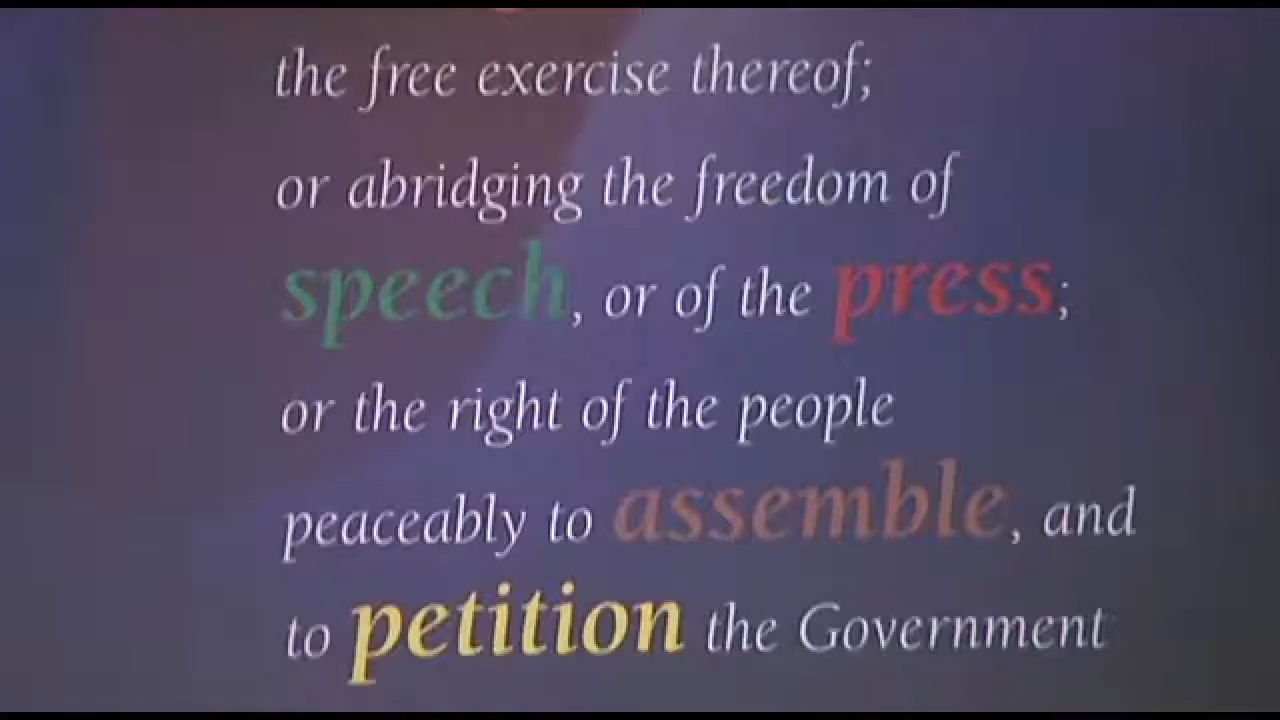 the free exercise thereof;
or abridging the freedom of
speech, or of the press;
or the right of the people
peaceably to assemble, and
to petition the Government